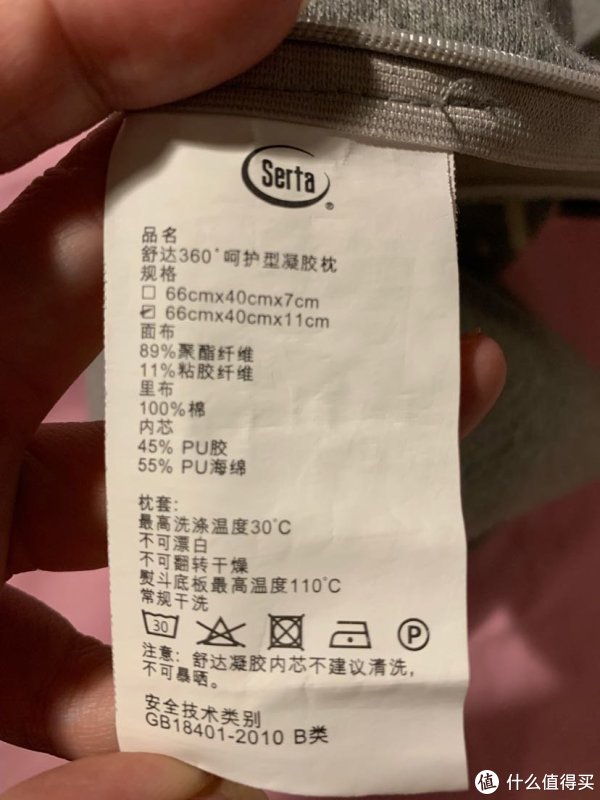 Serta
®
品名
舒达360°呵护型凝胶枕
规格
66cmx40cmx7cm
66cmx40cmx11cm
面布
89%聚酯纤维
11%粘胶纤维
里布
100%棉
内芯
45% PU胶
55% PU海绵
枕套：
最高洗涤温度30°C
不可漂白
不可翻转干燥
熨斗底板最高温度110°C
常规干洗
30 P
注意：舒达凝胶内芯不建议清洗，
不可暴晒。
安全技术类别
GB18401-2010 B类
值 什么值得买